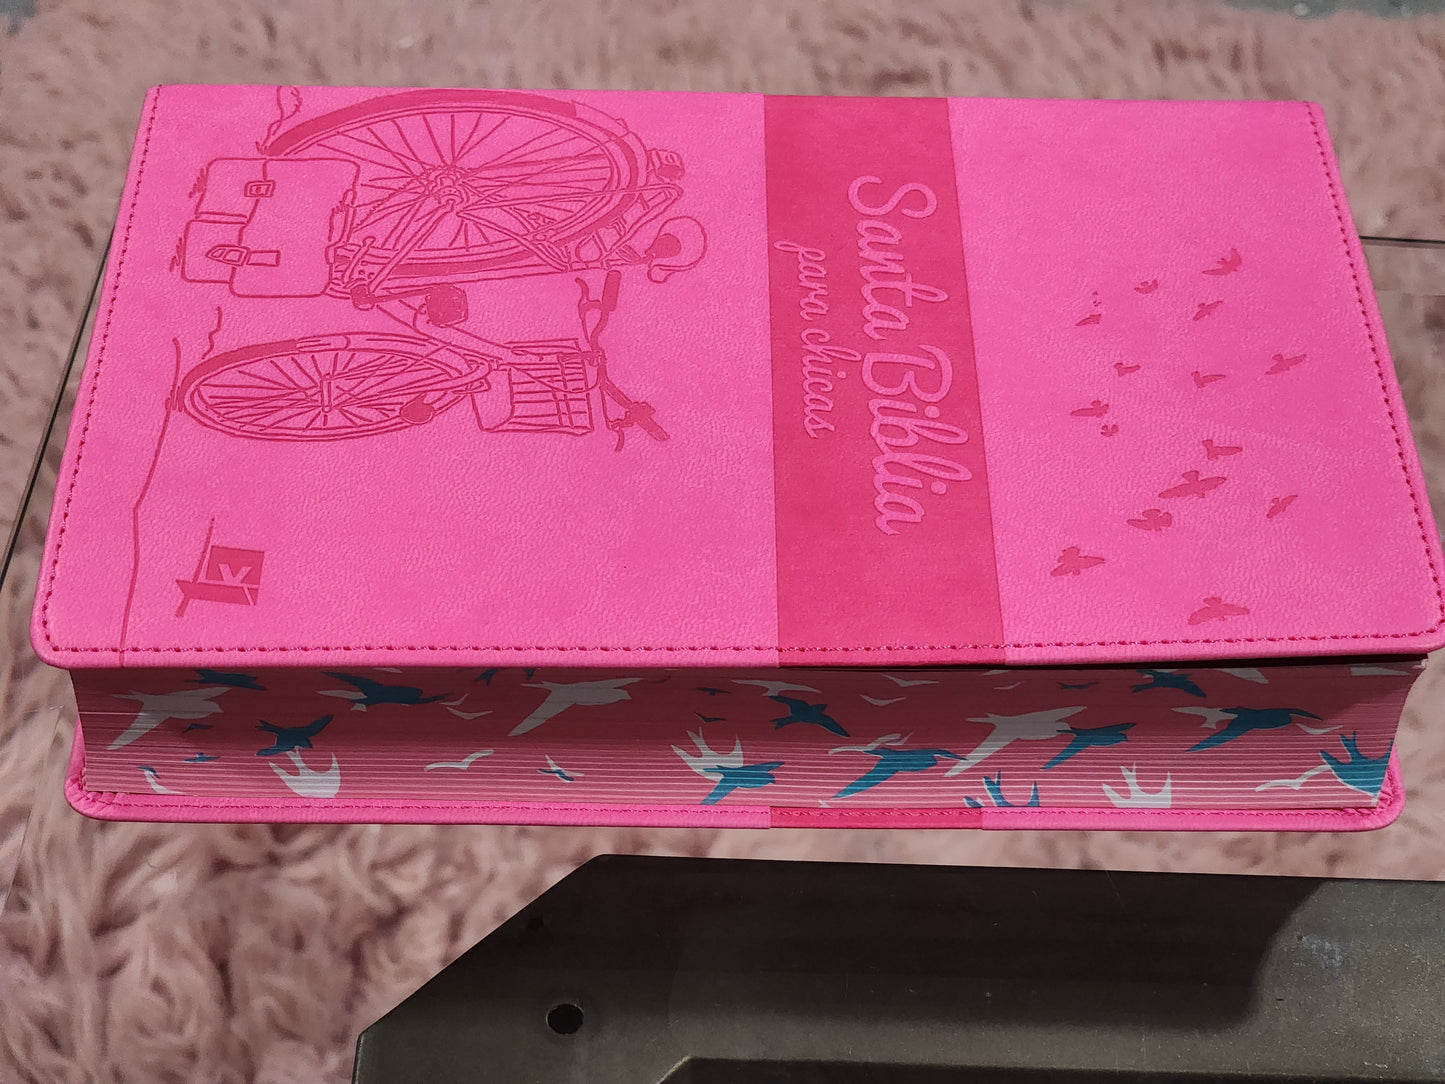 Santa Biblia
para chicas